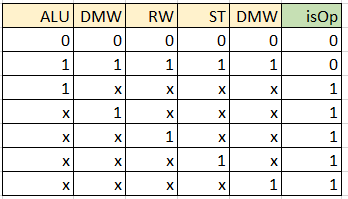 ALU DMW RW ST DMW isOp
0 0 0 0 0 0
1 1 1 1 1 0
1 x x x x 1
x 1 x x x 1
x x 1 x x 1
x x x 1 x 1
x x x x 1 1